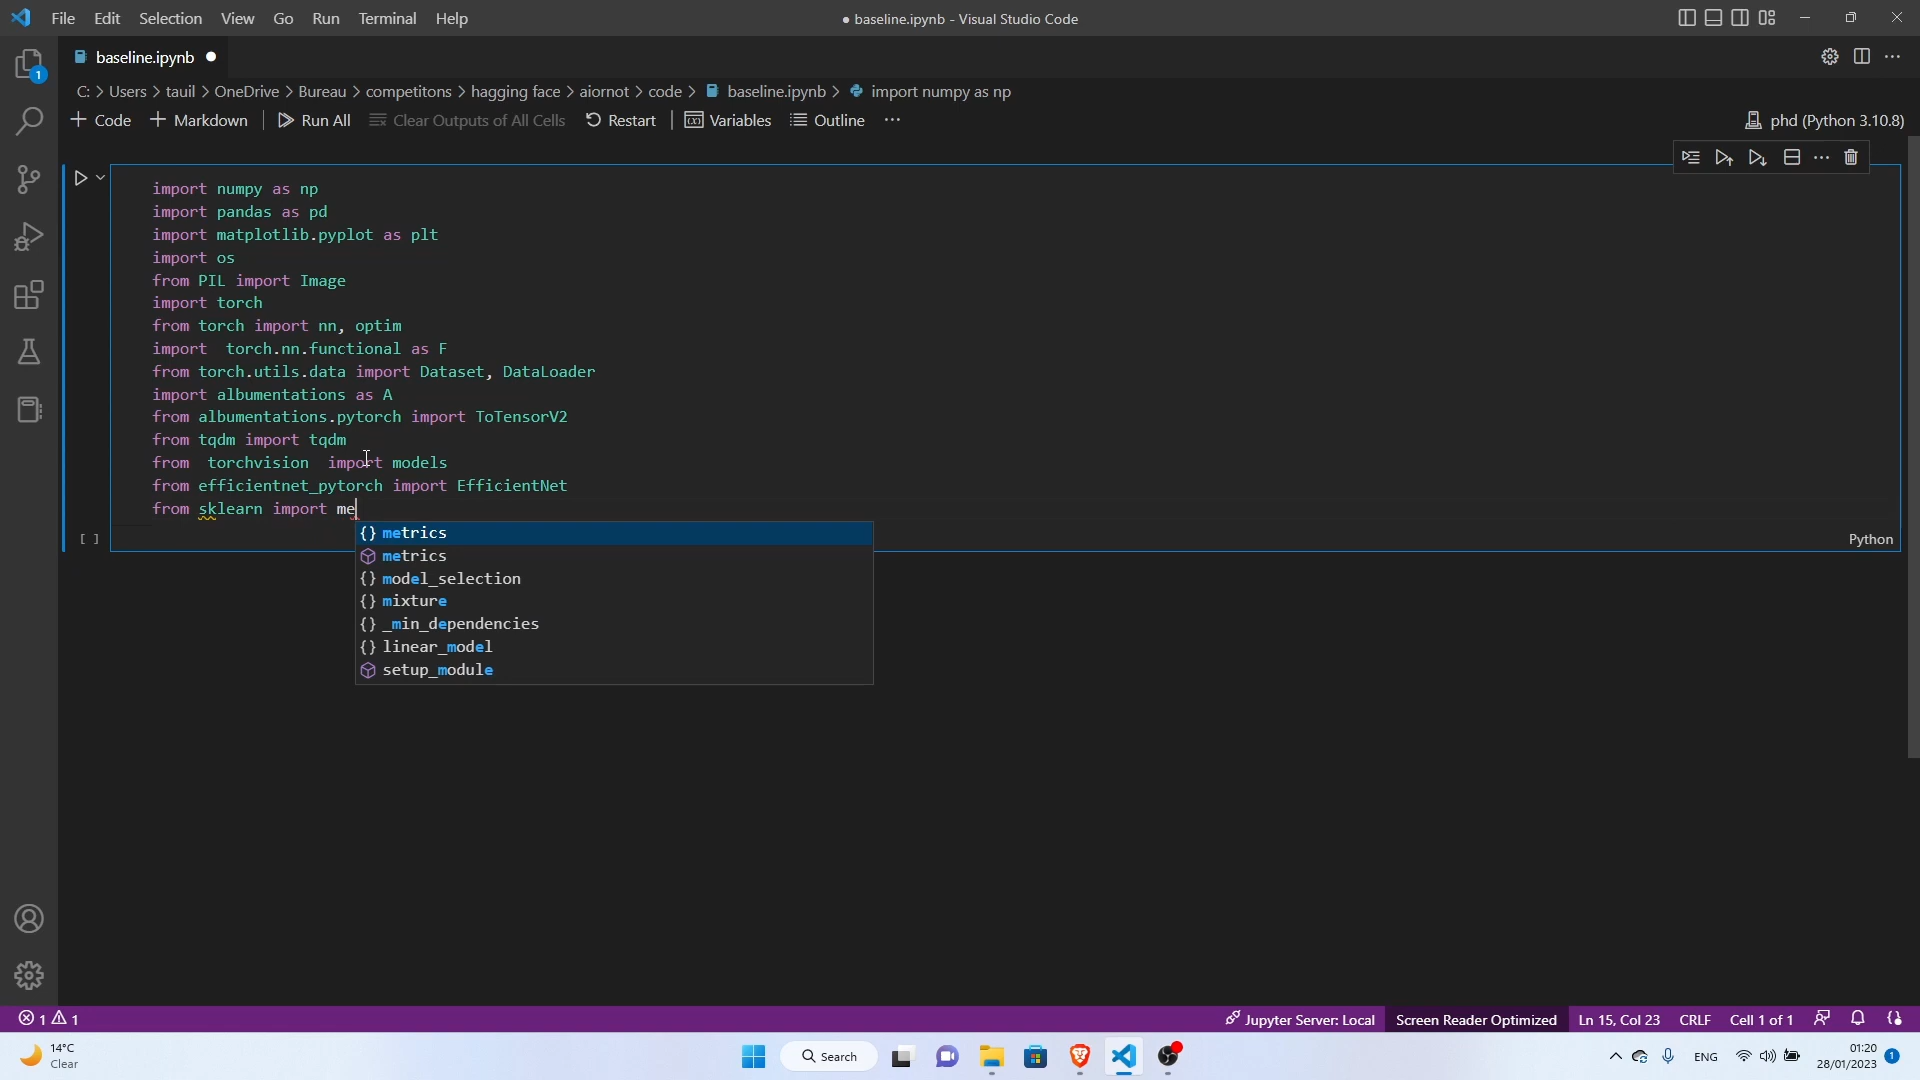 File Edit Selection View Go Run Terminal Help
● baseline.ipynb - Visual Studio Code
baseline.ipynb ●
1
C: > Users > tauil > OneDrive > Bureau > competitons > hagging face > aiornot > code > baseline.ipynb > import numpy as np
+ Code + Markdown Run All Clear Outputs of All Cells Restart Variables Outline ···
phd (Python 3.10.8)
import numpy as np
import pandas as pd
import matplotlib.pyplot as plt
import os
from PIL import Image
import torch
from torch import nn, optim
import  torch.nn.functional as F
from torch.utils.data import Dataset, DataLoader
import albumentations as A
from albumentations.pytorch import ToTensorV2
from tqdm import tqdm
from  torchvision  import models
from efficientnet_pytorch import EfficientNet
from sklearn import me
[ ]
{} metrics
metrics
{} model_selection
{} mixture
{} _min_dependencies
{} linear_model
setup_module
Python
1 1
Jupyter Server: Local Screen Reader Optimized Ln 15, Col 23 CRLF Cell 1 of 1
14°C
Clear
Search
ENG
01:20
28/01/2023
1